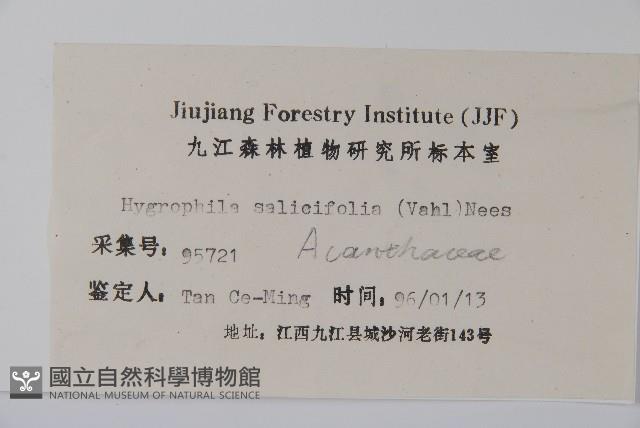 Jiujiang Forestry Institute (JJF)
九江森林植物研究所标本室
Hygrophila salicifolia (Vahl)Nees
采集号: 95721 Acanthaceae
鉴定人: Tan Ce-Ming 时间: 96/01/13
地址: 江西九江县城沙河老街143号
國立自然科學博物館
NATIONAL MUSEUM OF NATURAL SCIENCE